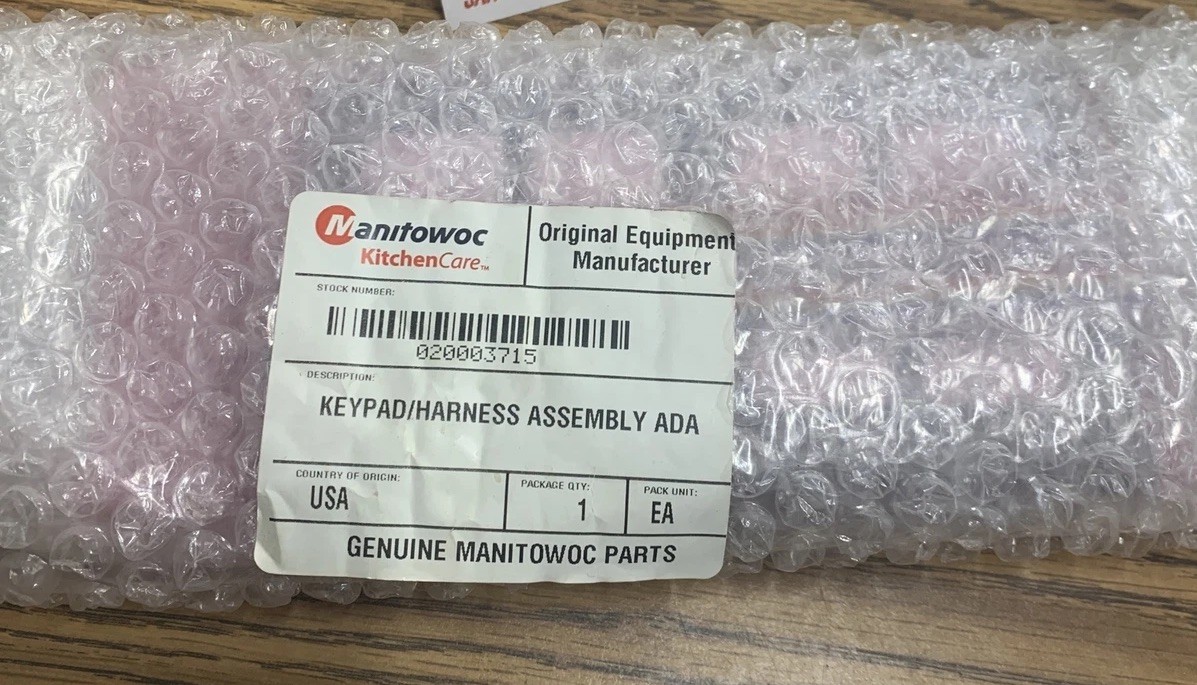 Manitowoc
KitchenCare™
Original Equipment
Manufacturer
STOCK NUMBER:
020003715
DESCRIPTION:
KEYPAD/HARNESS ASSEMBLY ADA
COUNTRY OF ORIGIN:
USA
PACKAGE QTY:
1
PACK UNIT:
EA
GENUINE MANITOWOC PARTS